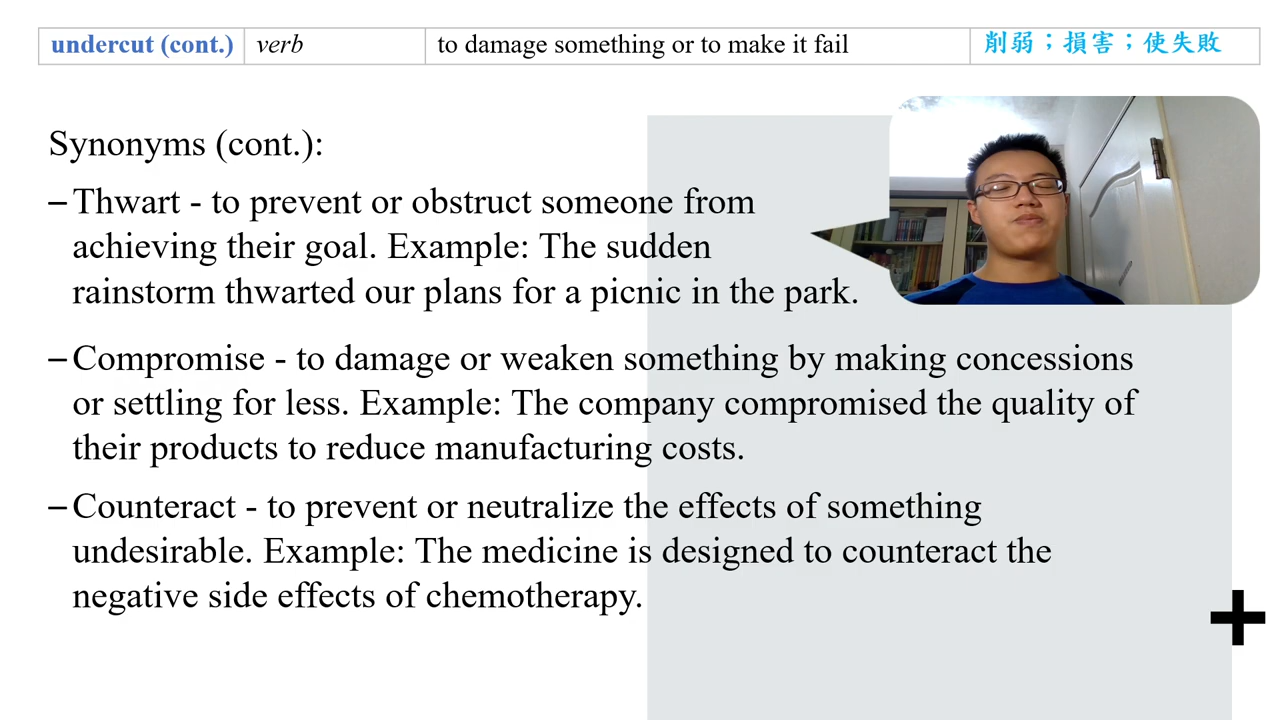 undercut (cont.) verb to damage something or to make it fail 削弱；損害；使失敗
Synonyms (cont.):
– Thwart - to prevent or obstruct someone from
achieving their goal. Example: The sudden
rainstorm thwarted our plans for a picnic in the park.
– Compromise - to damage or weaken something by making concessions
or settling for less. Example: The company compromised the quality of
their products to reduce manufacturing costs.
– Counteract - to prevent or neutralize the effects of something
undesirable. Example: The medicine is designed to counteract the
negative side effects of chemotherapy.